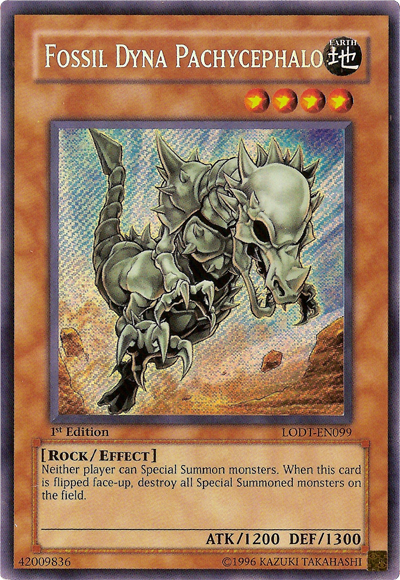 FOSSIL DYNA PACHYCEPHALO
EARTH
地
1st Edition
LODT-EN099
[ROCK/EFFECT]
Neither player can Special Summon monsters. When this card
is flipped face-up, destroy all Special Summoned monsters on
the field.
ATK/1200 DEF/1300
42009836
©1996 KAZUKI TAKAHASHI